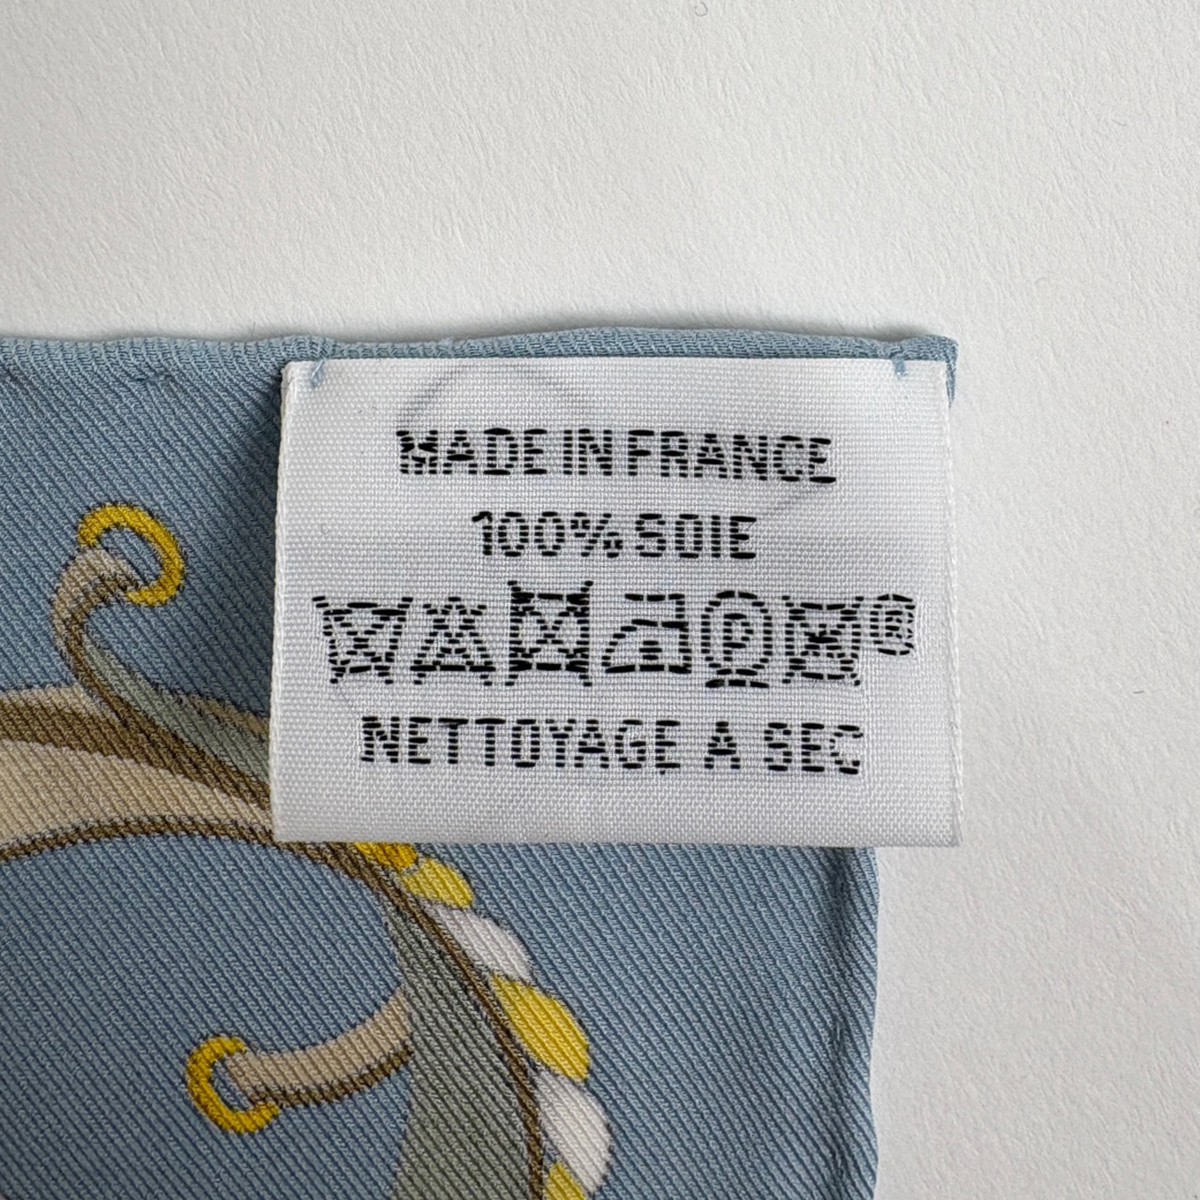 MADE IN FRANCE
100% SOIE
P ®
NETTOYAGE A SEC